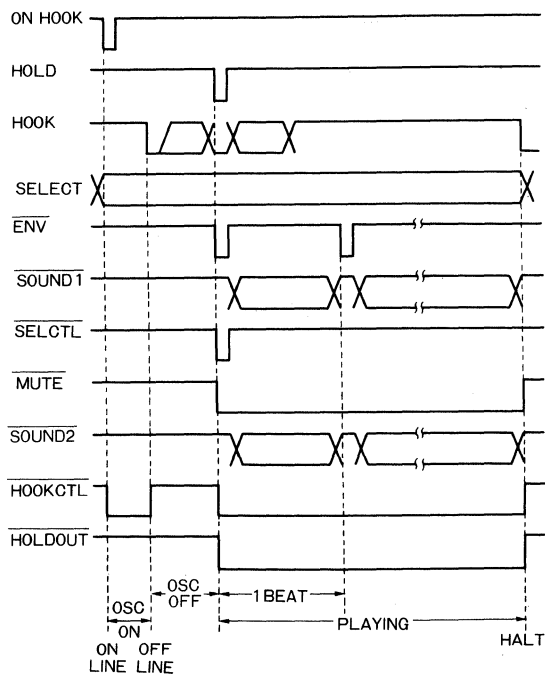 ON HOOK
HOLD
HOOK
SELECT
ENV
SOUND1
SELCTL
MUTE
SOUND2
HOOKCTL
HOLDOUT
OSC
OFF
1 BEAT
OSC
ON
PLAYING
ON
LINE
OFF
LINE
HALT